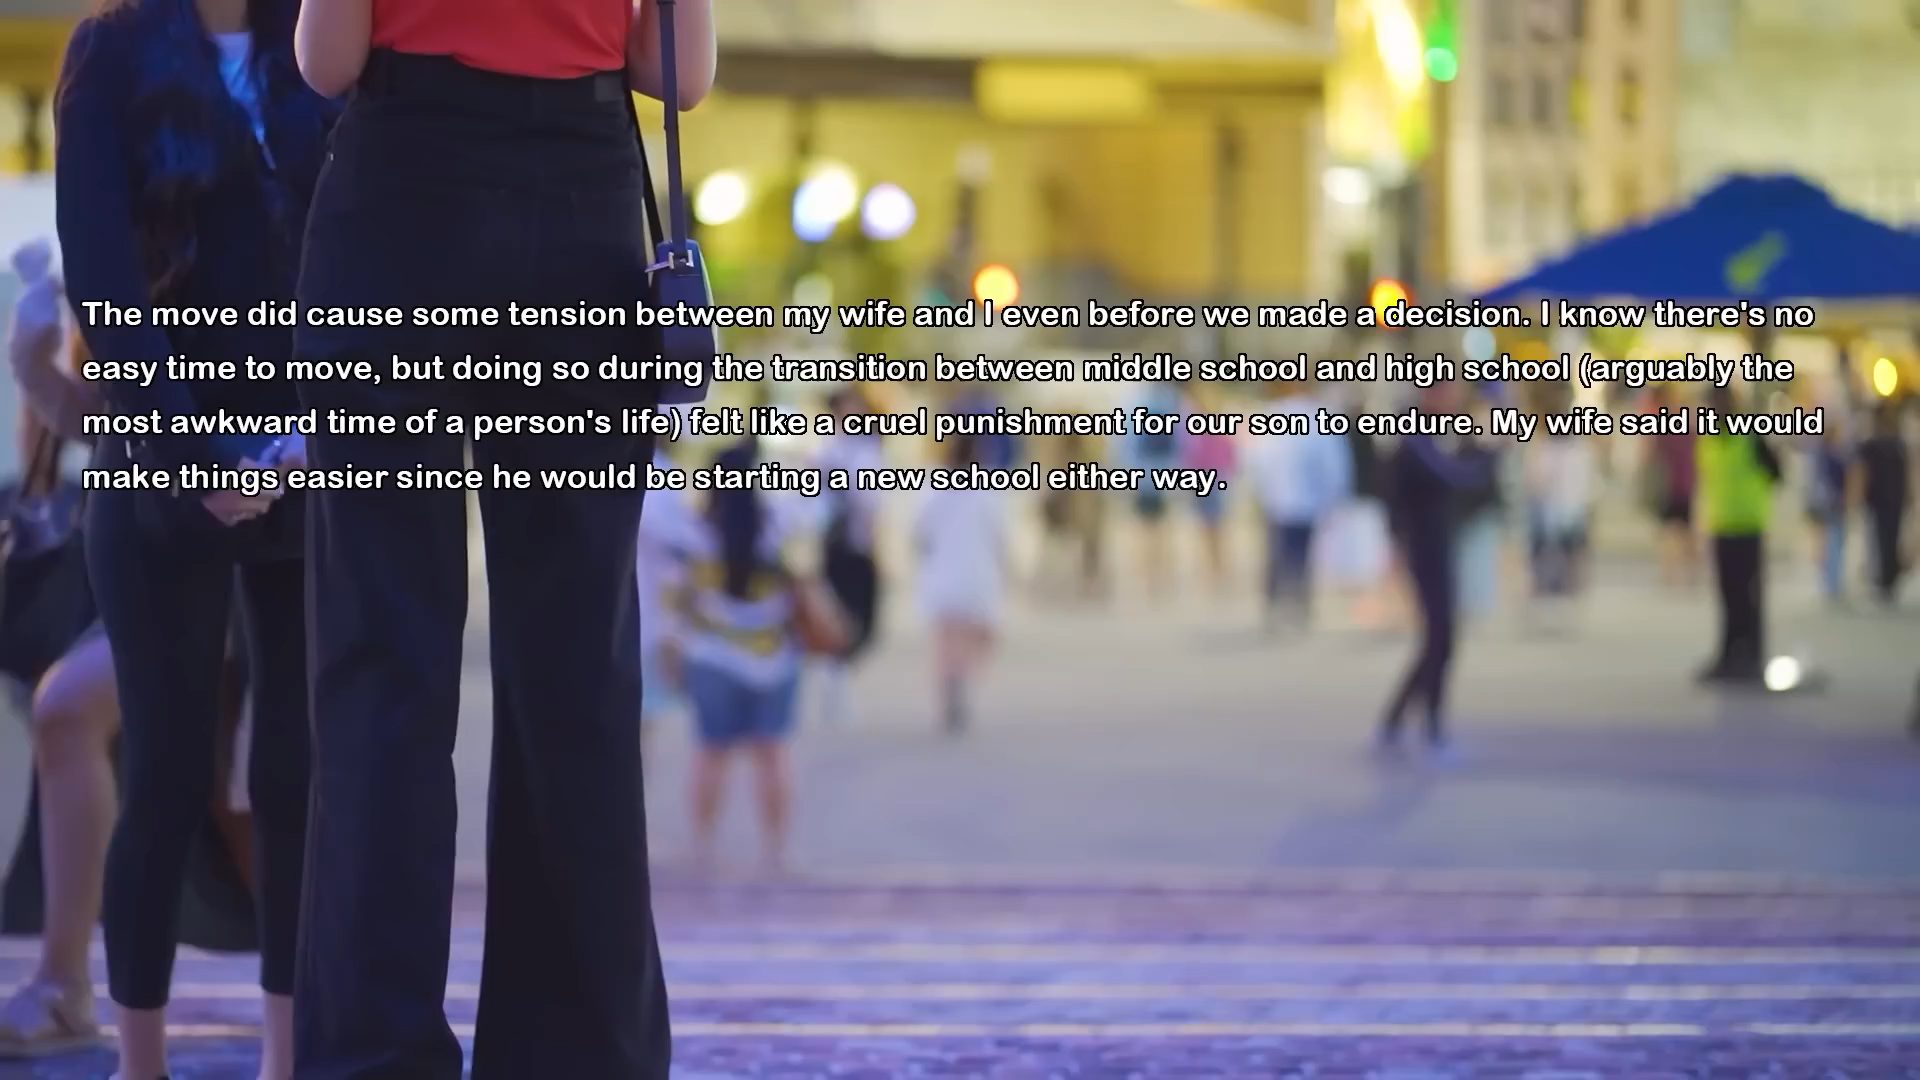 The move did cause some tension between my wife and I even before we made a decision. I know there's no
easy time to move, but doing so during the transition between middle school and high school (arguably the
most awkward time of a person's life) felt like a cruel punishment for our son to endure. My wife said it would
make things easier since he would be starting a new school either way.